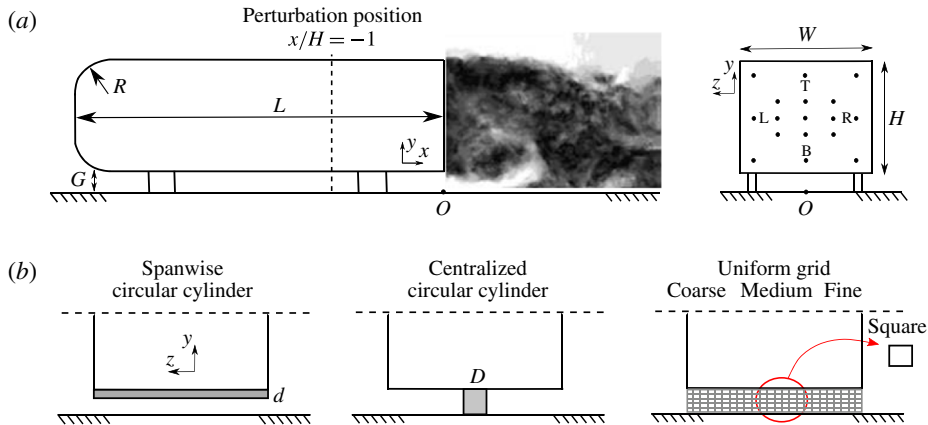 (a)
Perturbation position
x/H = −1
R
L
G
y
x
O
W
y
z
T
L
R
B
H
O
(b)
Spanwise
circular cylinder
y
z
d
Centralized
circular cylinder
D
Uniform grid
Coarse Medium Fine
Square